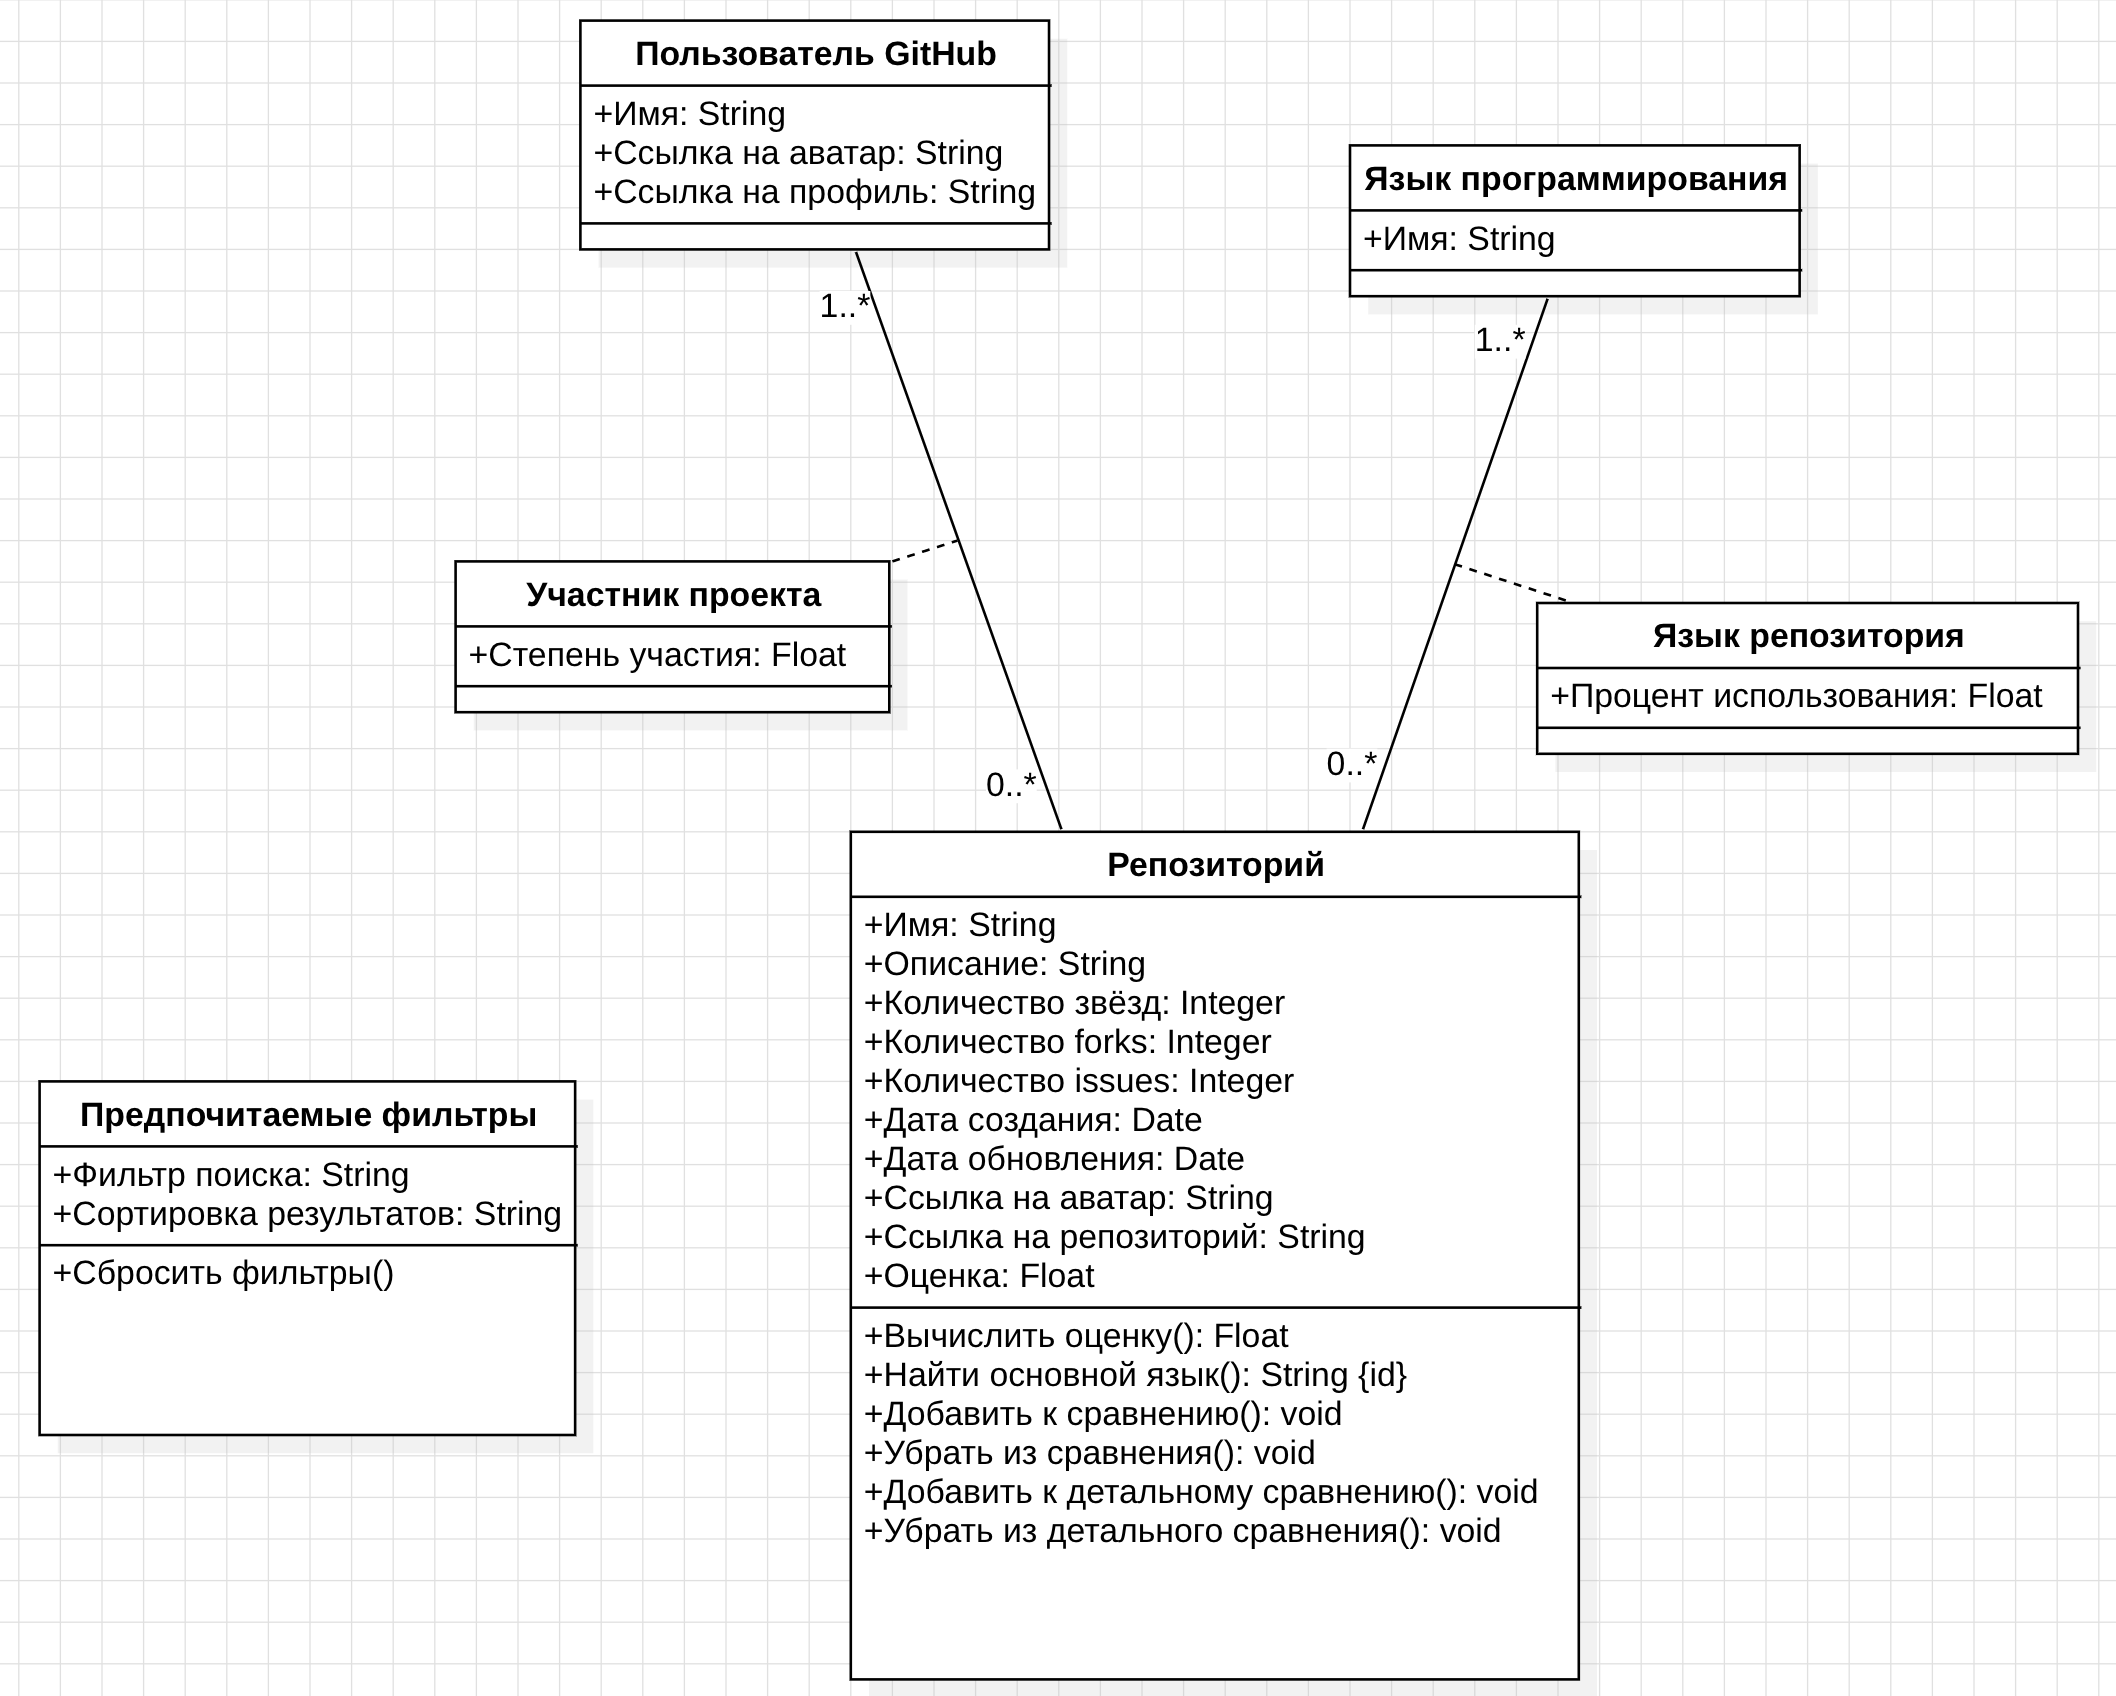 Пользователь GitHub
+Имя: String
+Ссылка на аватар: String
+Ссылка на профиль: String
1..*
Язык программирования
+Имя: String
1..*
Участник проекта
+Степень участия: Float
Язык репозитория
+Процент использования: Float
0..*
0..*
Репозиторий
+Имя: String
+Описание: String
+Количество звёзд: Integer
+Количество forks: Integer
+Количество issues: Integer
+Дата создания: Date
+Дата обновления: Date
+Ссылка на аватар: String
+Ссылка на репозиторий: String
+Оценка: Float
+Вычислить оценку(): Float
+Найти основной язык(): String {id}
+Добавить к сравнению(): void
+Убрать из сравнения(): void
+Добавить к детальному сравнению(): void
+Убрать из детального сравнения(): void
Предпочитаемые фильтры
+Фильтр поиска: String
+Сортировка результатов: String
+Сбросить фильтры()